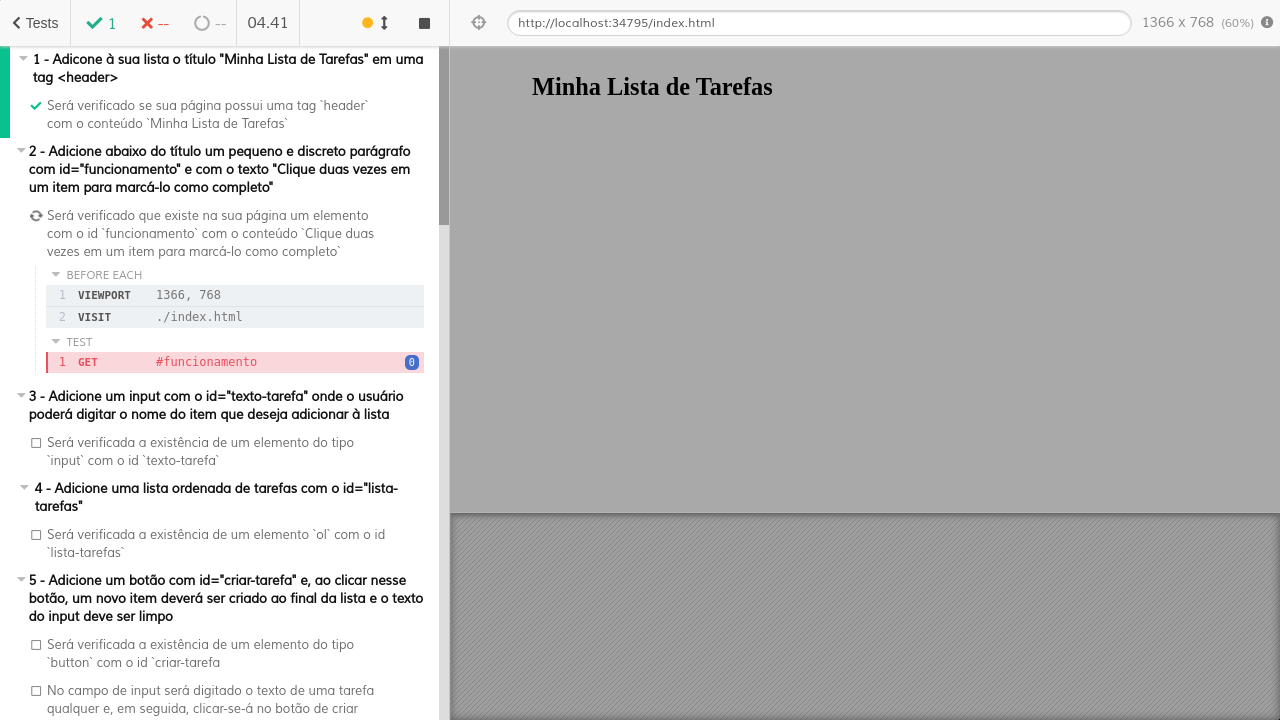 Tests
1
--
--
04.41
http://localhost:34795/index.html
1366 x 768 (60%)
1 - Adicone à sua lista o título "Minha Lista de Tarefas" em uma
tag <header>
Será verificado se sua página possui uma tag `header`
com o conteúdo `Minha Lista de Tarefas`
2 - Adicione abaixo do título um pequeno e discreto parágrafo
com id="funcionamento" e com o texto "Clique duas vezes em
um item para marcá-lo como completo"
Será verificado que existe na sua página um elemento
com o id `funcionamento` com o conteúdo `Clique duas
vezes em um item para marcá-lo como completo`
BEFORE EACH
1 VIEWPORT 1366, 768
2 VISIT ./index.html
TEST
1 GET #funcionamento 0
3 - Adicione um input com o id="texto-tarefa" onde o usuário
poderá digitar o nome do item que deseja adicionar à lista
Será verificada a existência de um elemento do tipo
`input` com o id `texto-tarefa`
4 - Adicione uma lista ordenada de tarefas com o id="lista-
tarefas"
Será verificada a existência de um elemento `ol` com o id
`lista-tarefas`
5 - Adicione um botão com id="criar-tarefa" e, ao clicar nesse
botão, um novo item deverá ser criado ao final da lista e o texto
do input deve ser limpo
Será verificada a existência de um elemento do tipo
`button` com o id `criar-tarefa
No campo de input será digitado o texto de uma tarefa
qualquer e, em seguida, clicar-se-á no botão de criar
Minha Lista de Tarefas